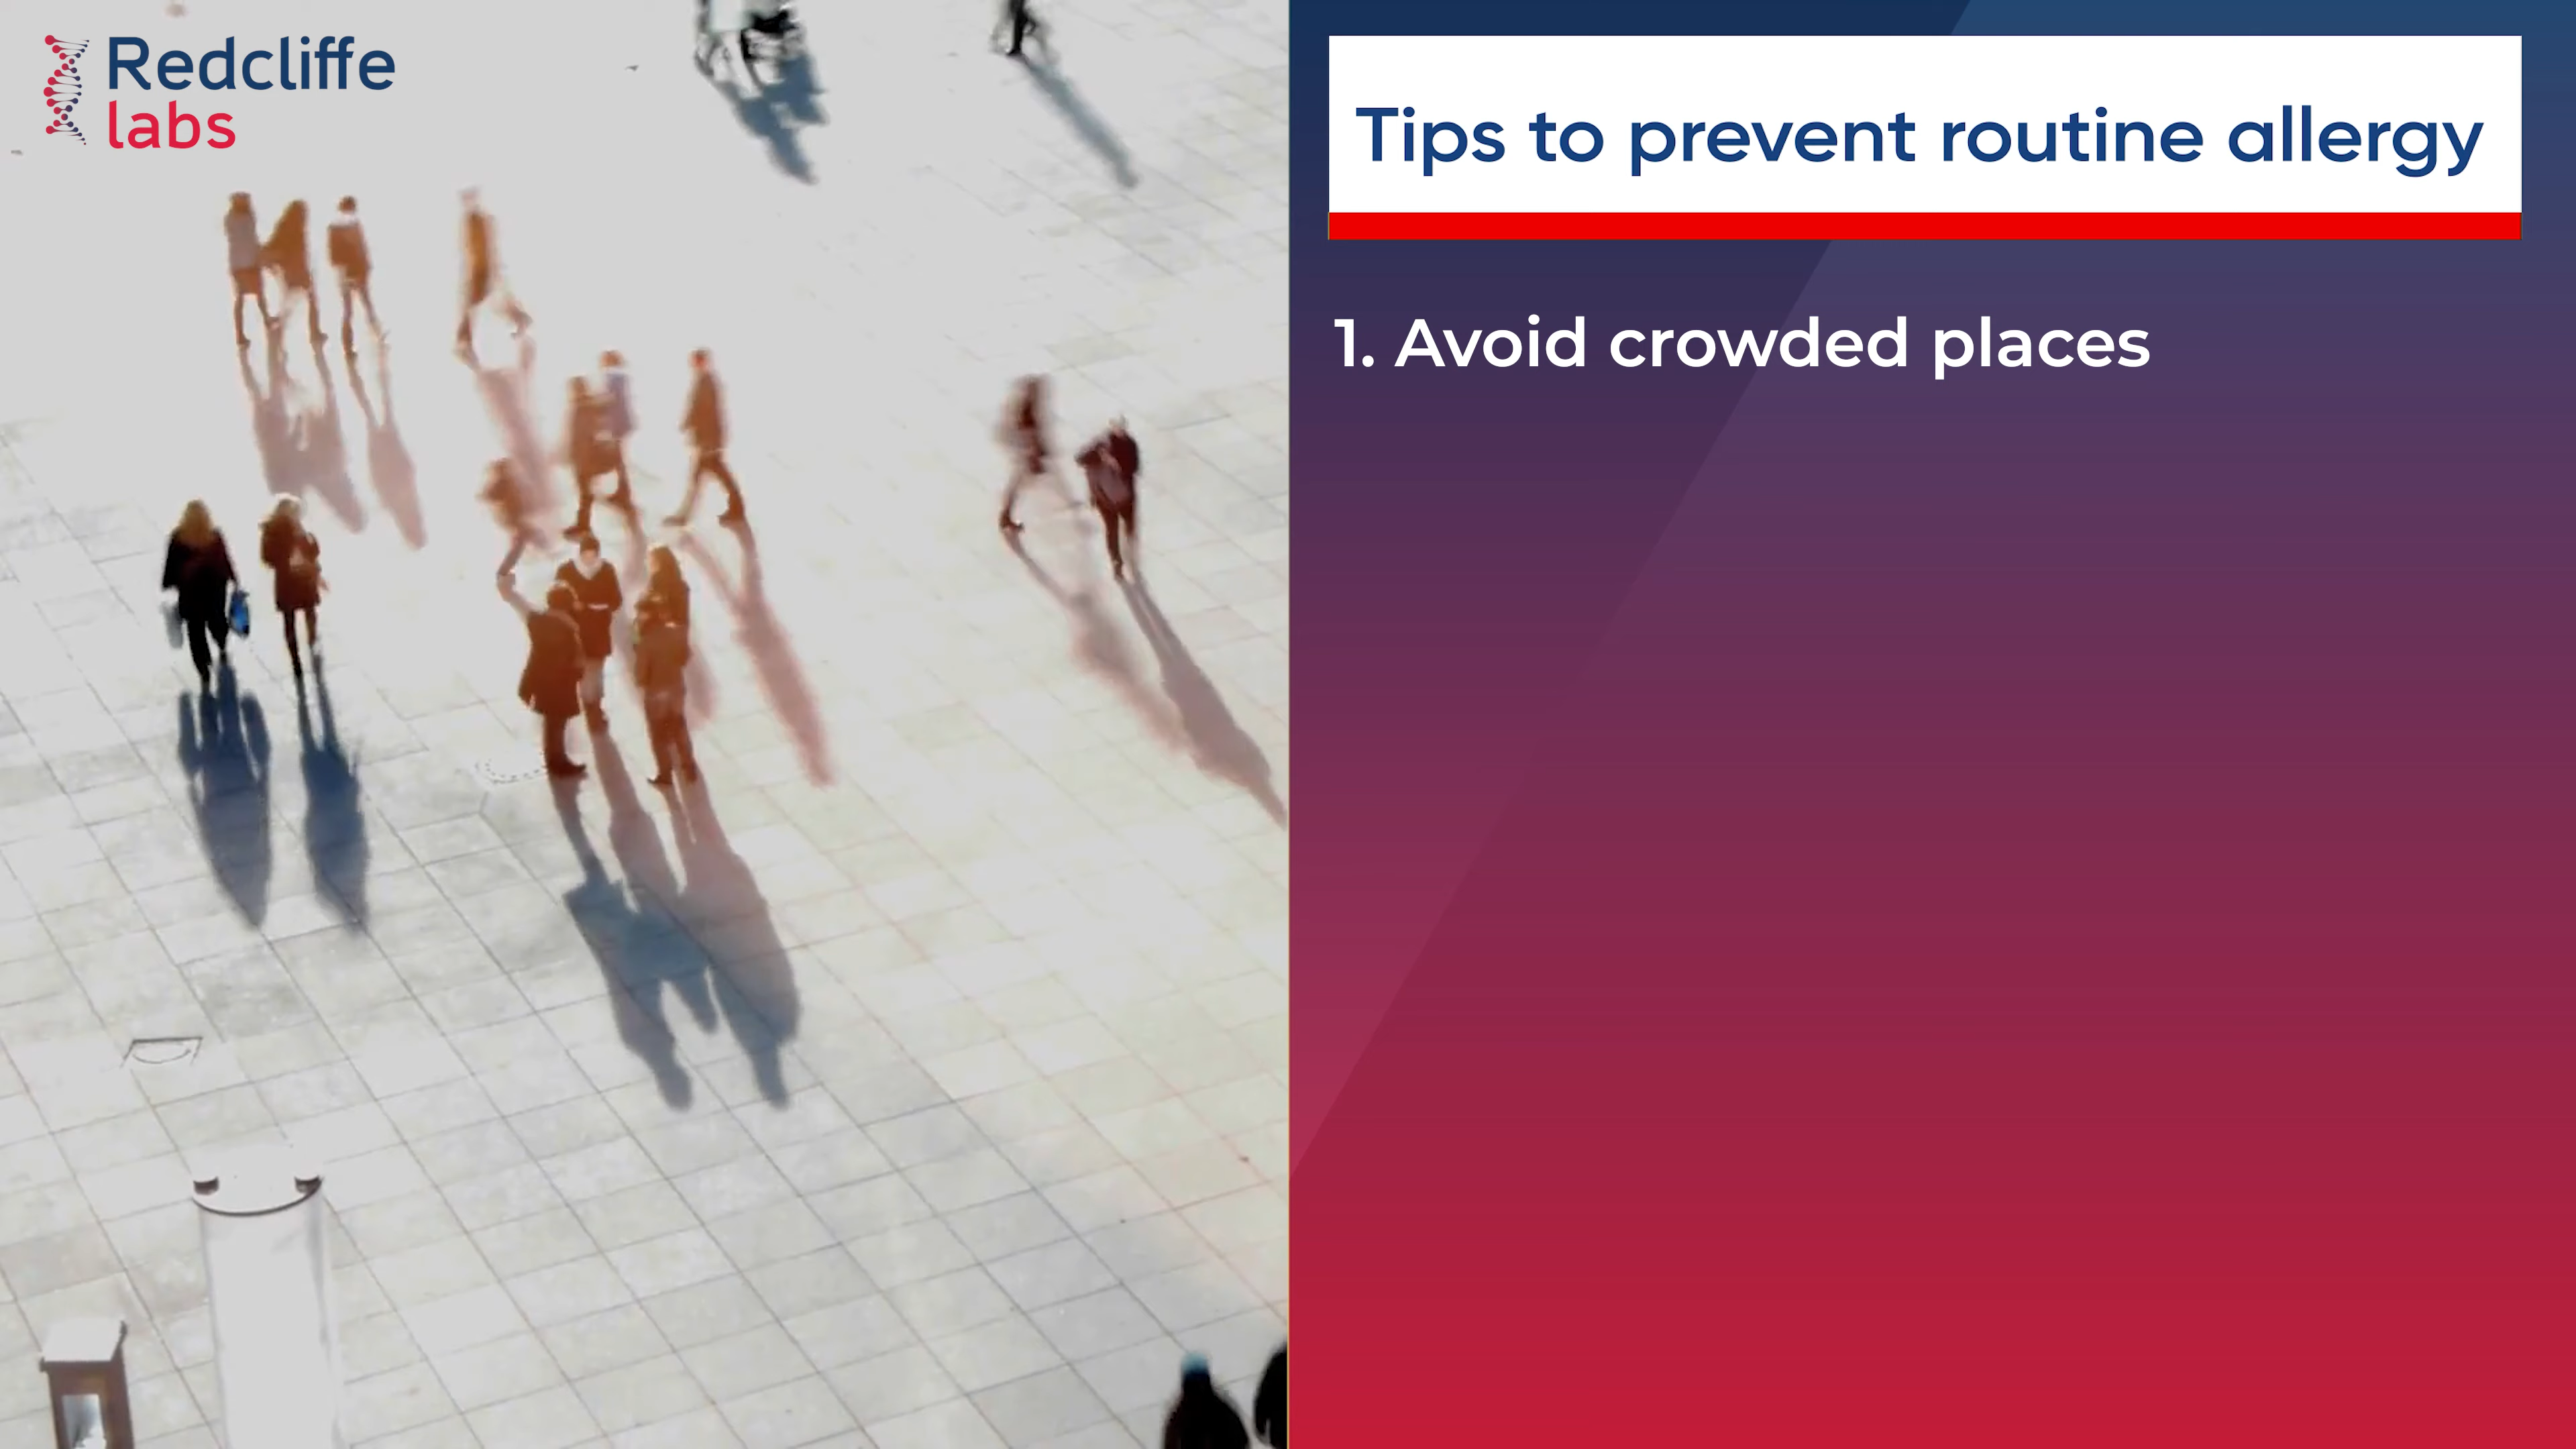 Redcliffe
labs
Tips to prevent routine allergy
1. Avoid crowded places